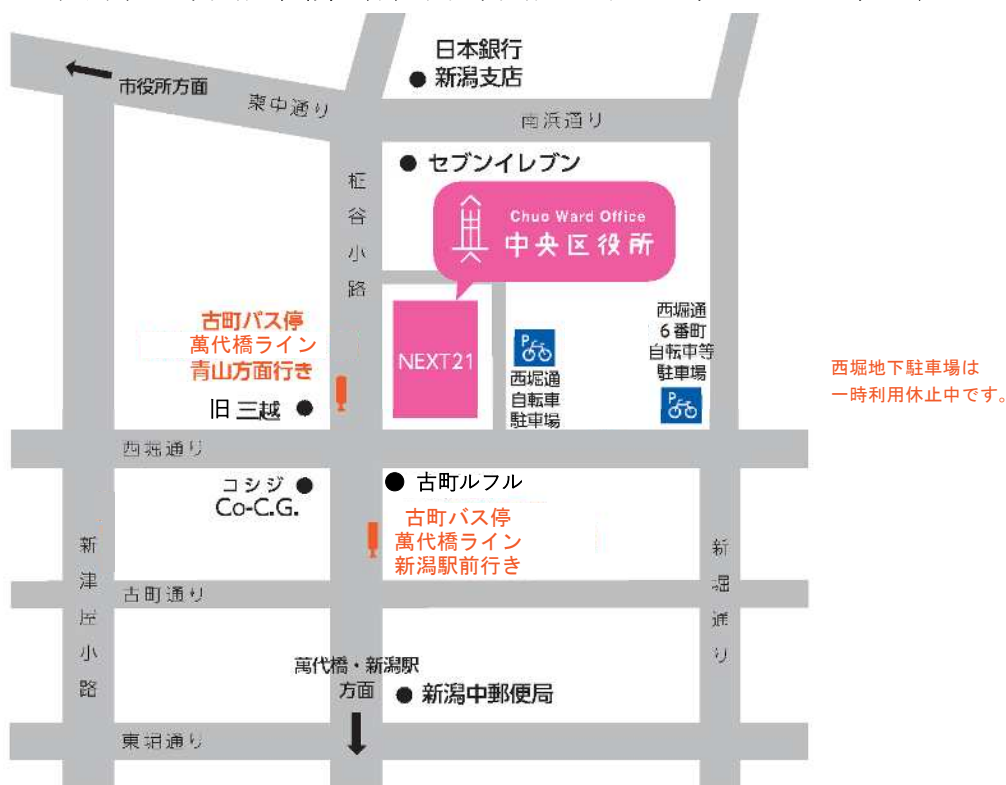 日本銀行
新潟支店
市役所方面
東中通り
南浜通り
セブンイレブン
柾谷小路
Chuo Ward Office
中央区役所
古町バス停
萬代橋ライン
青山方面行き
NEXT21
西堀通
自転車
駐車場
西堀通
6番町
自転車等
駐車場
西堀地下駐車場は
一時利用休止中です。
旧三越
西堀通り
コシジ
Co-C.G.
古町ルフル
古町バス停
萬代橋ライン
新潟駅前行き
新津屋小路
新堀通り
古町通り
萬代橋・新潟駅
方面
新潟中郵便局
東堀通り